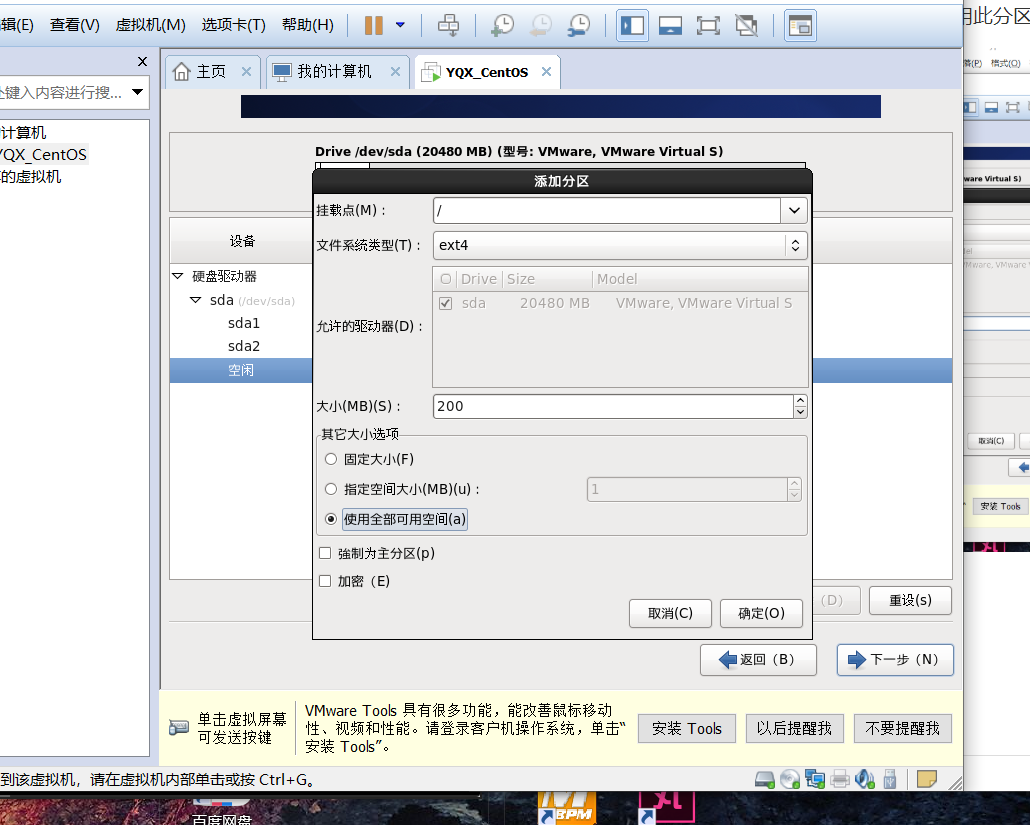 辑(E) 查看(V) 虚拟机(M) 选项卡(T) 帮助(H)
用此分区
落(P) 格式(O)
主页 我的计算机 YQX_CentOS
处键入内容进行搜...
计算机
YQX_CentOS
的虚拟机
Drive /dev/sda (20480 MB) (型号: VMware, VMware Virtual S)
设备
硬盘驱动器
sda (/dev/sda)
sda1
sda2
空闲
添加分区
挂载点(M)：
/
文件系统类型(T)：
ext4
允许的驱动器(D)：
Drive Size Model
sda 20480 MB VMware, VMware Virtual S
大小(MB)(S)：
200
其它大小选项
固定大小(F)
指定空间大小(MB)(u)：
1
使用全部可用空间(a)
強制为主分区(p)
加密（E)
取消(C) 确定(O)
(D) 重设(s)
返回（B） 下一步（N）
ware Virtual S)
VMware, VMware Virtual S
取消(C)
安装 Tools
单击虚拟屏幕
可发送按键
VMware Tools 具有很多功能，能改善鼠标移动
性、视频和性能。请登录客户机操作系统，单击“
安装 Tools”。
安装 Tools 以后提醒我 不要提醒我
到该虚拟机，请在虚拟机内部单击或按 Ctrl+G。
百度网盘
BPM